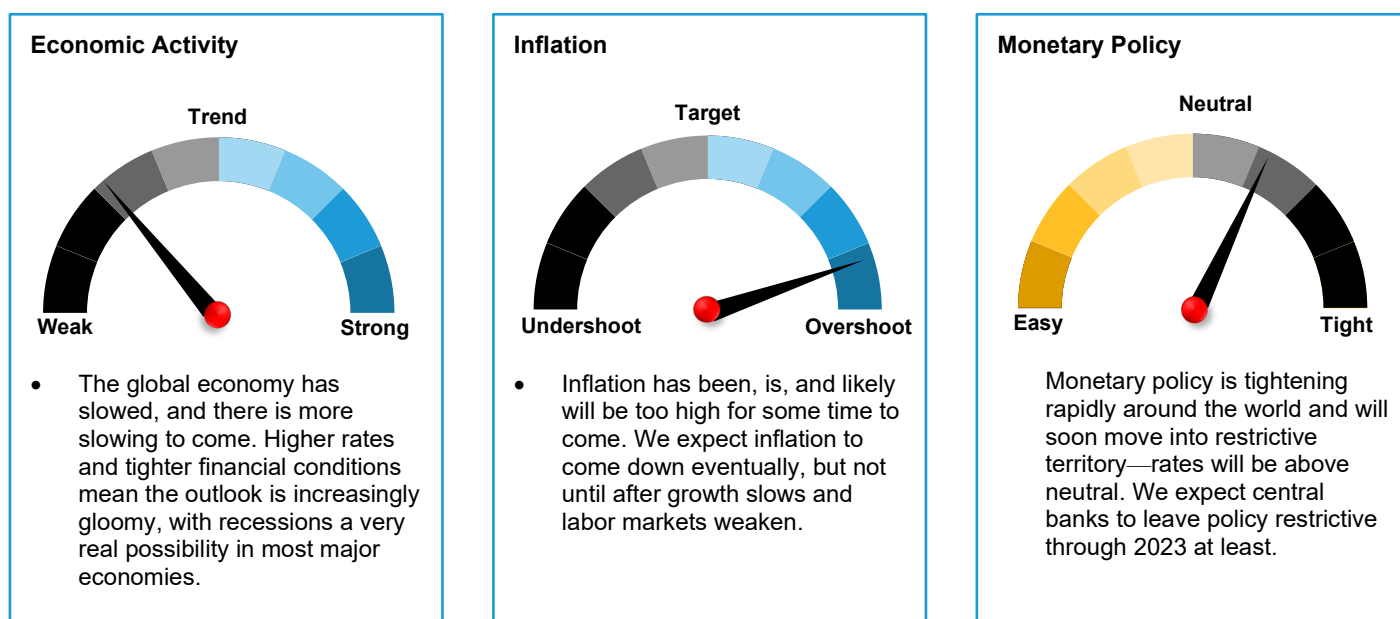 Economic Activity
Trend
Weak
Strong
• The global economy has
slowed, and there is more
slowing to come. Higher rates
and tighter financial conditions
mean the outlook is increasingly
gloomy, with recessions a very
real possibility in most major
economies.
Inflation
Target
Undershoot
Overshoot
• Inflation has been, is, and likely
will be too high for some time to
come. We expect inflation to
come down eventually, but not
until after growth slows and
labor markets weaken.
Monetary Policy
Neutral
Easy
Tight
Monetary policy is tightening
rapidly around the world and will
soon move into restrictive
territory—rates will be above
neutral. We expect central
banks to leave policy restrictive
through 2023 at least.